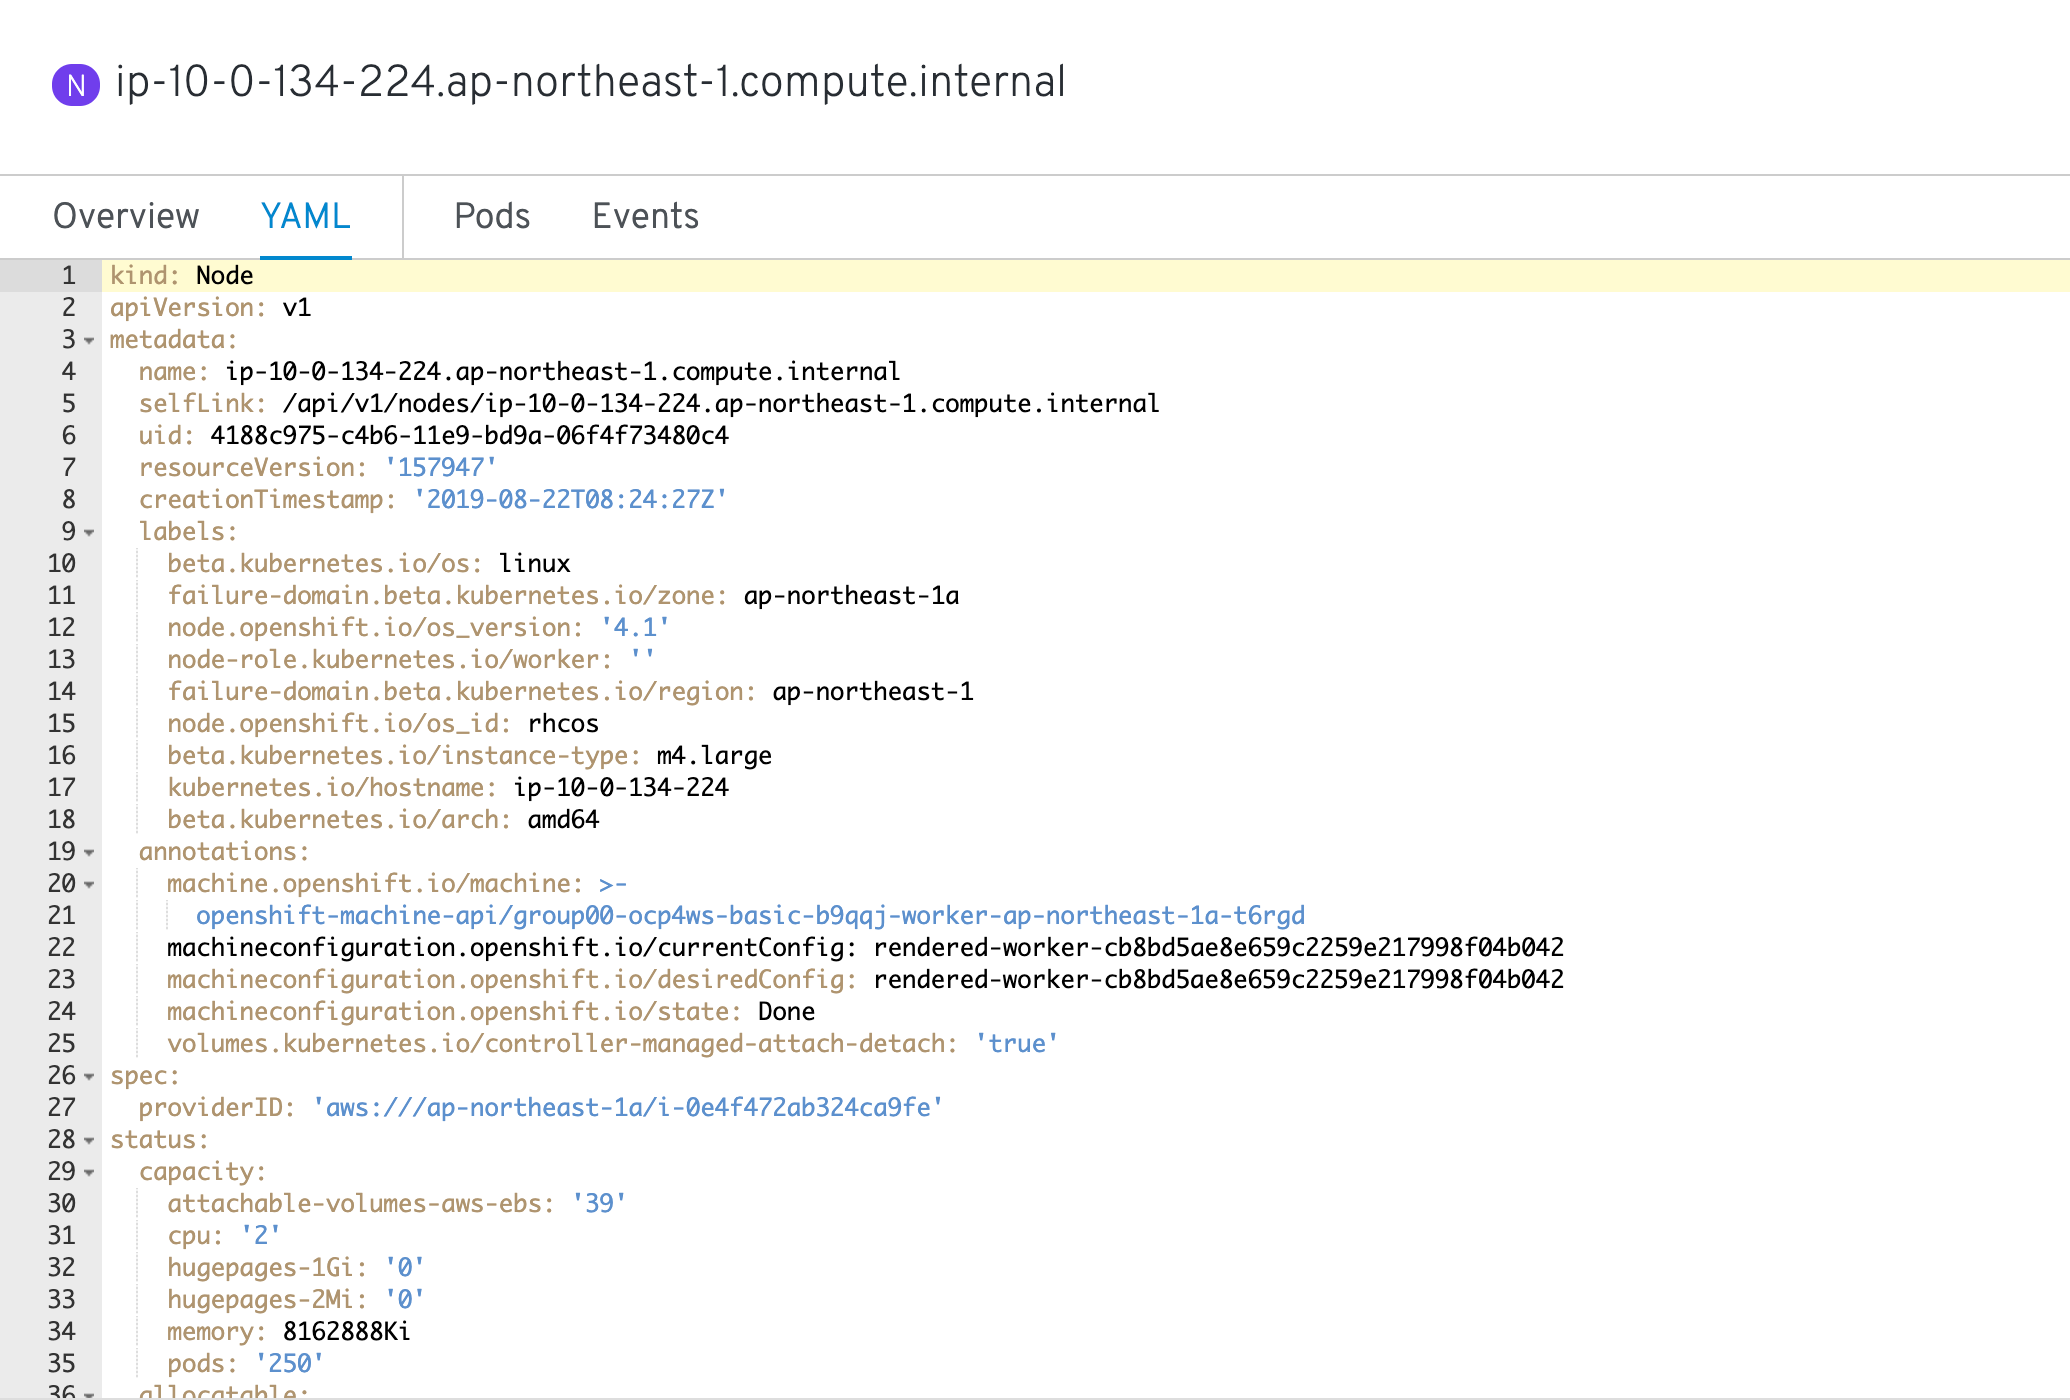 N ip-10-0-134-224.ap-northeast-1.compute.internal
Overview YAML Pods Events
1 kind: Node
2 apiVersion: v1
3 metadata:
4 name: ip-10-0-134-224.ap-northeast-1.compute.internal
5 selfLink: /api/v1/nodes/ip-10-0-134-224.ap-northeast-1.compute.internal
6 uid: 4188c975-c4b6-11e9-bd9a-06f4f73480c4
7 resourceVersion: '157947'
8 creationTimestamp: '2019-08-22T08:24:27Z'
9 labels:
10 beta.kubernetes.io/os: linux
11 failure-domain.beta.kubernetes.io/zone: ap-northeast-1a
12 node.openshift.io/os_version: '4.1'
13 node-role.kubernetes.io/worker: ''
14 failure-domain.beta.kubernetes.io/region: ap-northeast-1
15 node.openshift.io/os_id: rhcos
16 beta.kubernetes.io/instance-type: m4.large
17 kubernetes.io/hostname: ip-10-0-134-224
18 beta.kubernetes.io/arch: amd64
19 annotations:
20 machine.openshift.io/machine: >-
21 openshift-machine-api/group00-ocp4ws-basic-b9qqj-worker-ap-northeast-1a-t6rgd
22 machineconfiguration.openshift.io/currentConfig: rendered-worker-cb8bd5ae8e659c2259e217998f04b042
23 machineconfiguration.openshift.io/desiredConfig: rendered-worker-cb8bd5ae8e659c2259e217998f04b042
24 machineconfiguration.openshift.io/state: Done
25 volumes.kubernetes.io/controller-managed-attach-detach: 'true'
26 spec:
27 providerID: 'aws:///ap-northeast-1a/i-0e4f472ab324ca9fe'
28 status:
29 capacity:
30 attachable-volumes-aws-ebs: '39'
31 cpu: '2'
32 hugepages-1Gi: '0'
33 hugepages-2Mi: '0'
34 memory: 8162888Ki
35 pods: '250'
36 allocatable: